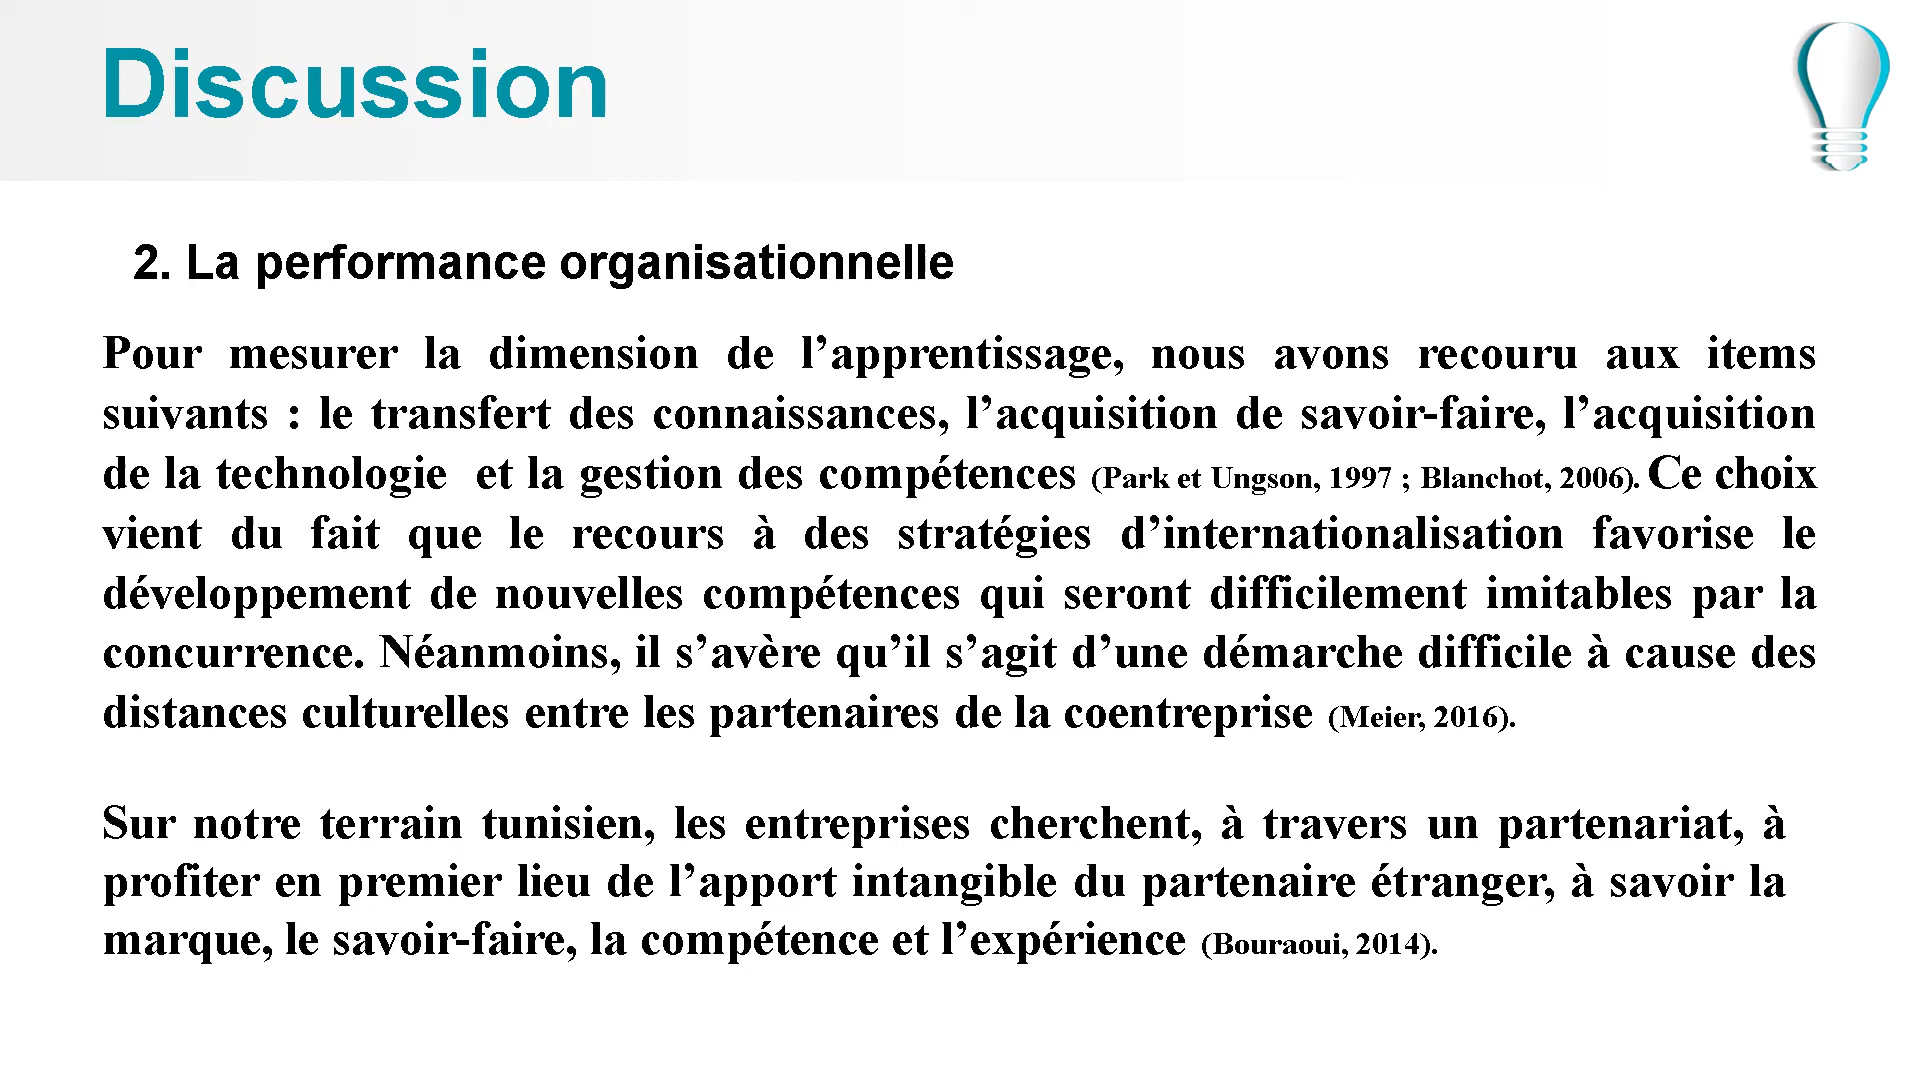 Discussion
2. La performance organisationnelle
Pour mesurer la dimension de l’apprentissage, nous avons recouru aux items
suivants : le transfert des connaissances, l’acquisition de savoir-faire, l’acquisition
de la technologie  et la gestion des compétences (Park et Ungson, 1997 ; Blanchot, 2006). Ce choix
vient du fait que le recours à des stratégies d’internationalisation favorise le
développement de nouvelles compétences qui seront difficilement imitables par la
concurrence. Néanmoins, il s’avère qu’il s’agit d’une démarche difficile à cause des
distances culturelles entre les partenaires de la coentreprise (Meier, 2016).
Sur notre terrain tunisien, les entreprises cherchent, à travers un partenariat, à
profiter en premier lieu de l’apport intangible du partenaire étranger, à savoir la
marque, le savoir-faire, la compétence et l’expérience (Bouraoui, 2014).